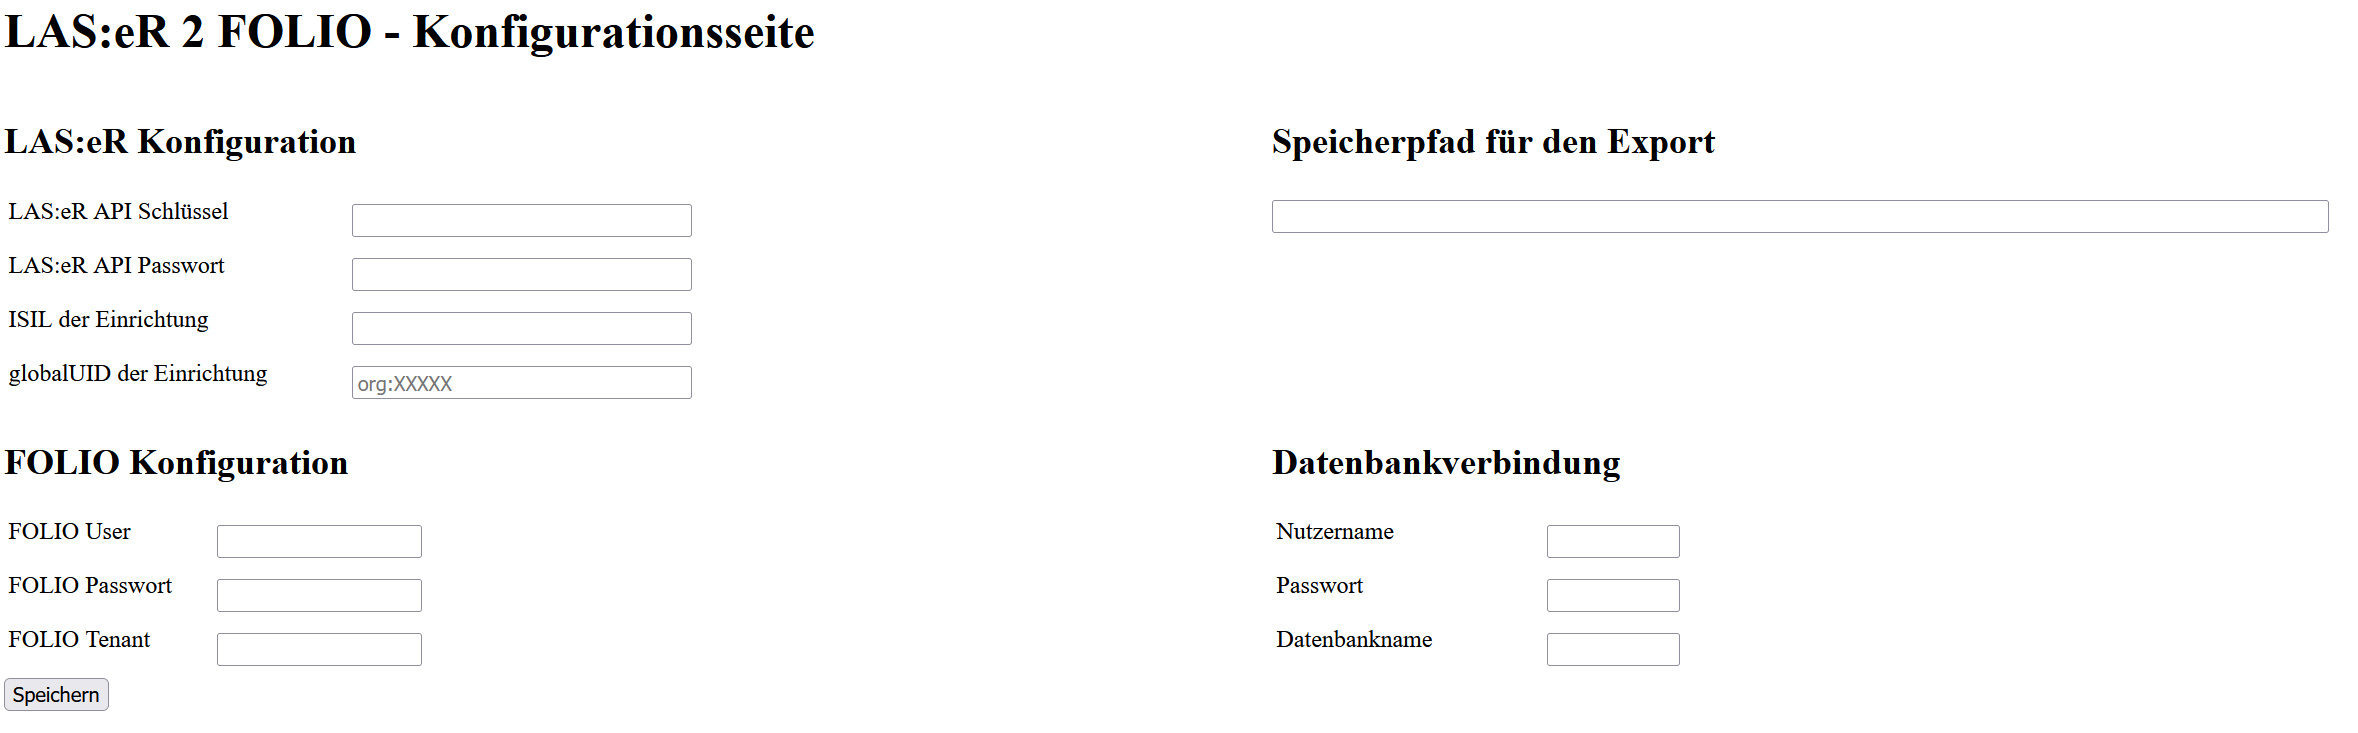 LAS:eR 2 FOLIO - Konfigurationsseite
LAS:eR Konfiguration
LAS:eR API Schlüssel
LAS:eR API Passwort
ISIL der Einrichtung
globalUID der Einrichtung
org:XXXXX
Speicherpfad für den Export
FOLIO Konfiguration
FOLIO User
FOLIO Passwort
FOLIO Tenant
Datenbankverbindung
Nutzername
Passwort
Datenbankname
Speichern